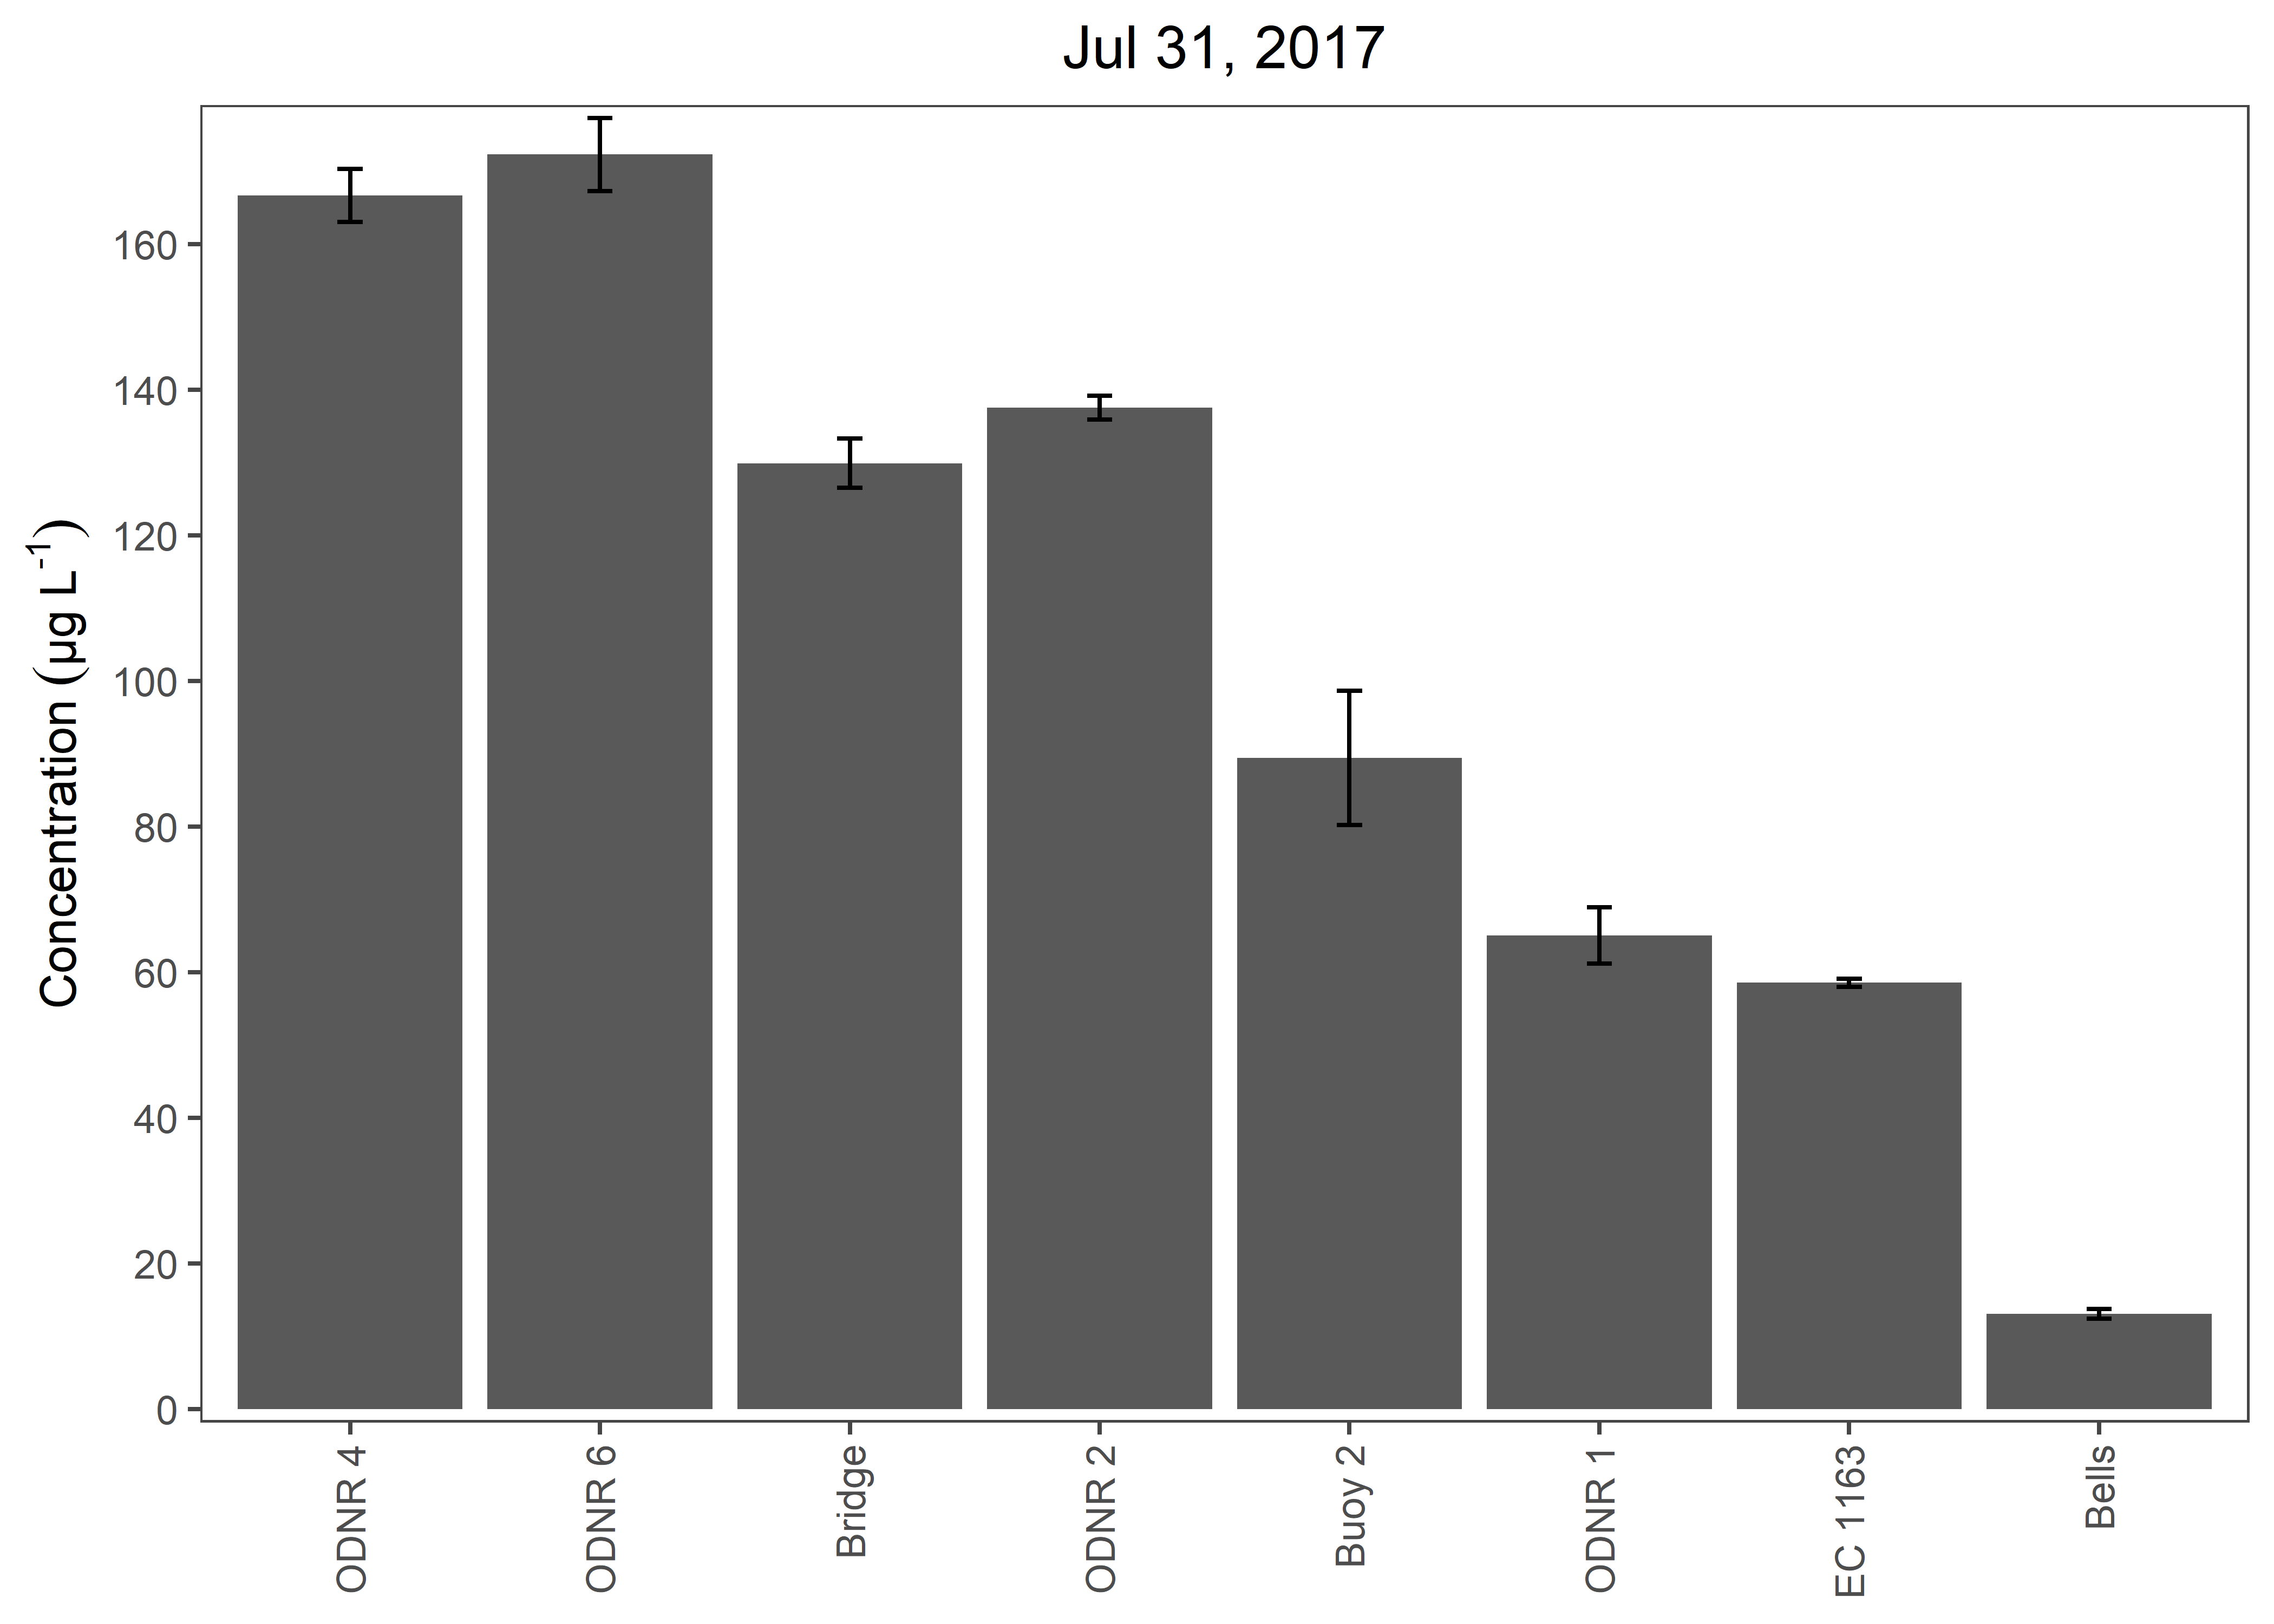 Jul 31, 2017
Concentration (µg L⁻¹)
160
140
120
100
80
60
40
20
0
ODNR 4
ODNR 6
Bridge
ODNR 2
Buoy 2
ODNR 1
EC 1163
Bells